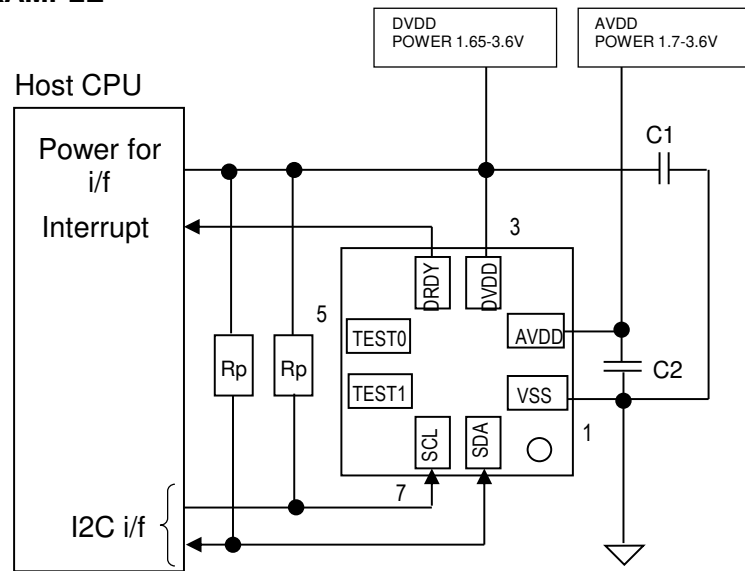 DVDD
POWER 1.65-3.6V
AVDD
POWER 1.7-3.6V
Host CPU
C1
Power for
i/f
Interrupt
3
DRDY
DVDD
5
TEST0
AVDD
Rp
Rp
C2
TEST1
VSS
SCL
SDA
1
7
I2C i/f